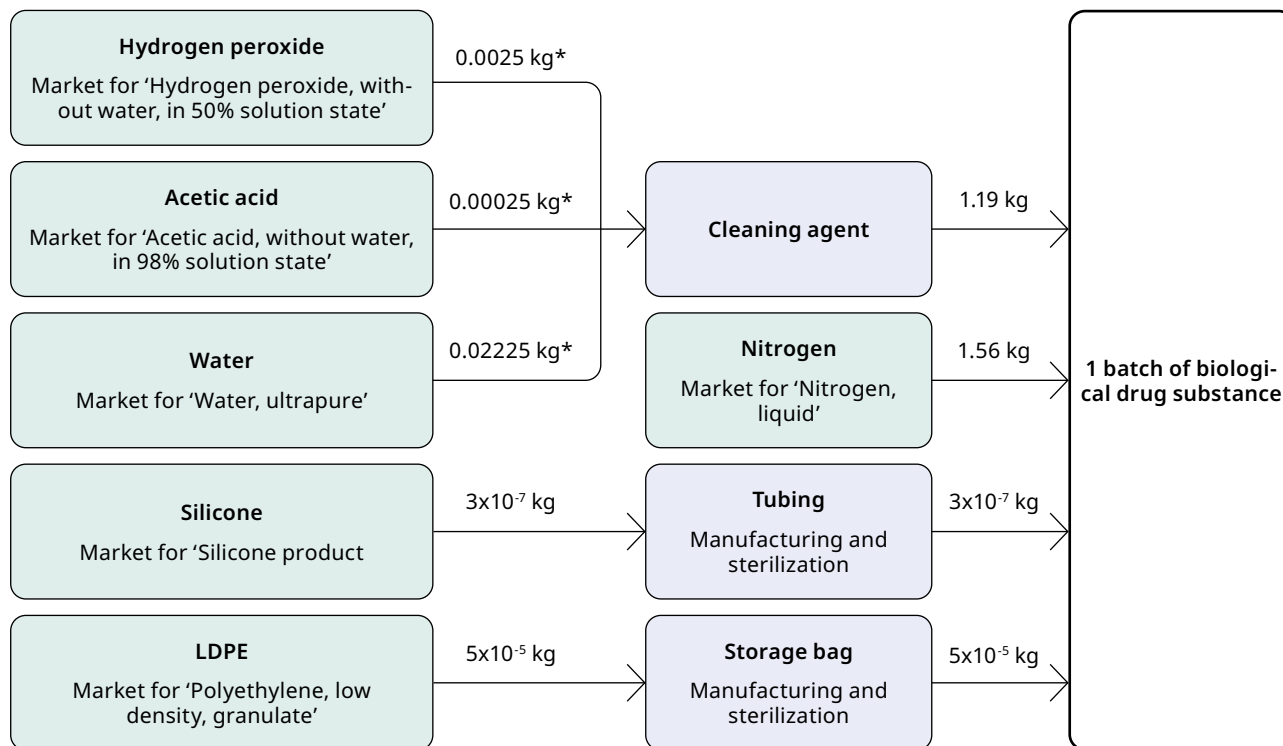 Hydrogen peroxide
Market for ‘Hydrogen peroxide, with-
out water, in 50% solution state’
0.0025 kg*
Acetic acid
Market for ‘Acetic acid, without water,
in 98% solution state’
0.00025 kg*
Cleaning agent
1.19 kg
Water
Market for ‘Water, ultrapure’
0.02225 kg*
Nitrogen
Market for ‘Nitrogen,
liquid’
1.56 kg
1 batch of biologi-
cal drug substance
Silicone
Market for ‘Silicone product
3x10⁻⁷ kg
Tubing
Manufacturing and
sterilization
3x10⁻⁷ kg
LDPE
Market for ‘Polyethylene, low
density, granulate’
5x10⁻⁵ kg
Storage bag
Manufacturing and
sterilization
5x10⁻⁵ kg